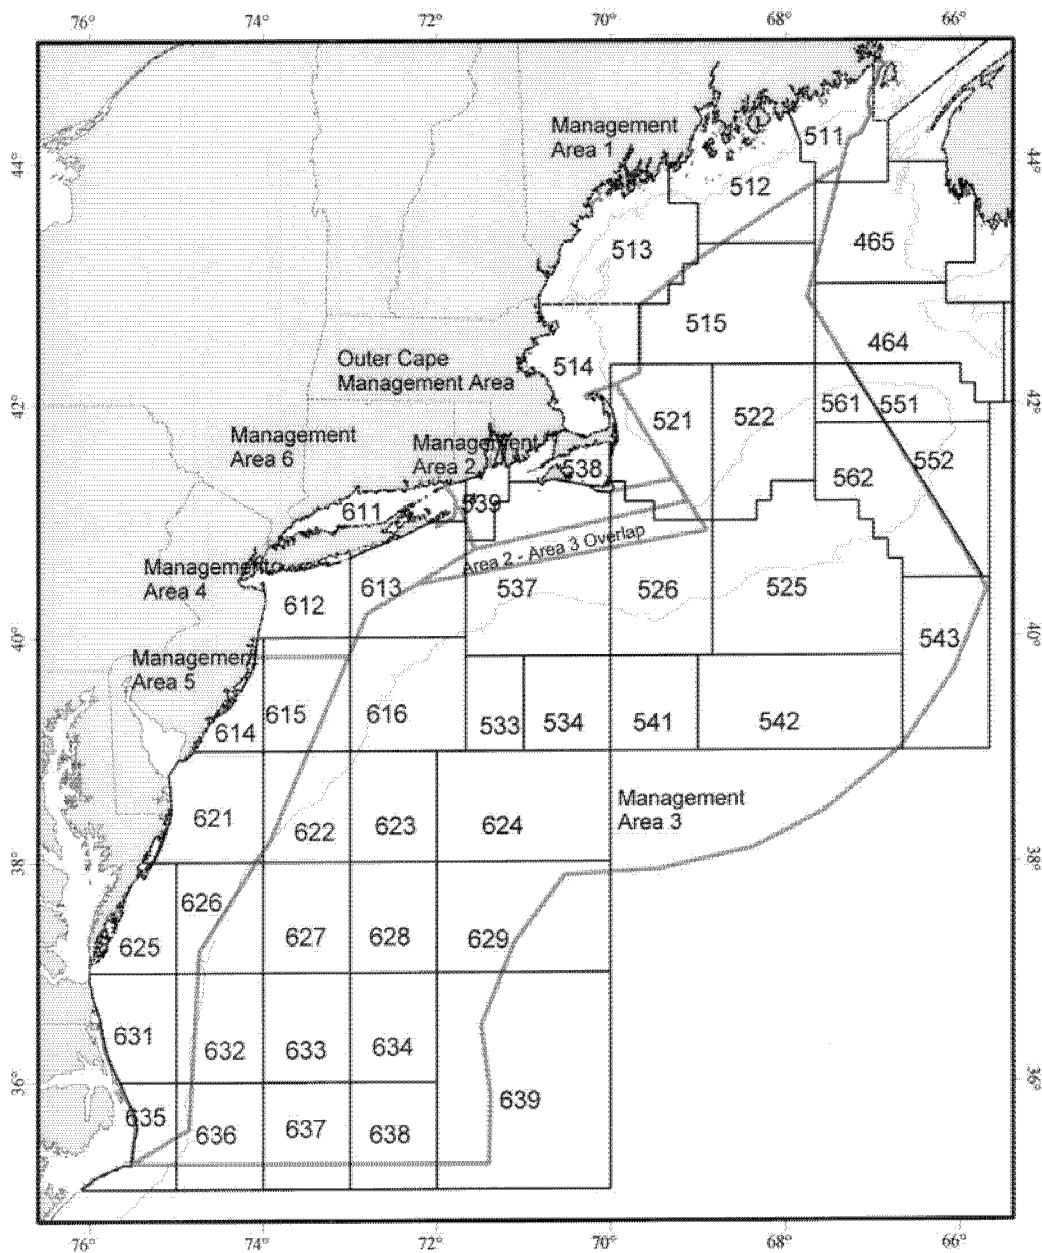 76° 74° 72° 70° 68° 66°
Management
Area 1
511
44° 44°
512
513 465
515
464
514
Outer Cape
Management Area
42° 42°
561 551
521 522
Management
Area 6
Management
Area 2
552
538 562
539
611
Area 2 - Area 3 Overlap
Management
Area 4
613 537 526 525
612
40° 40°
543
Management
Area 5
615 616
614 533 534 541 542
Management
Area 3
621 622 623 624
38° 38°
626
625 627 628 629
631 632 633 634
36° 36°
639
635 636 637 638
76° 74° 72° 70° 68° 66°